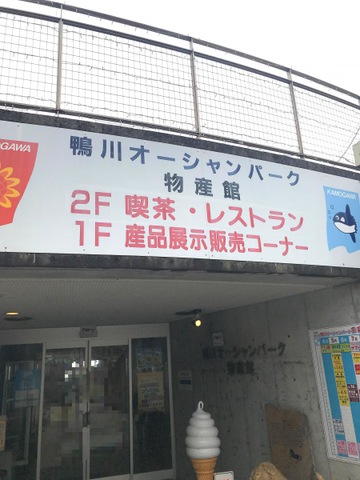 鴨川オーシャンパーク
物産館
2F 喫茶・レストラン
1F 産品展示販売コーナー
KAMOGAWA
鴨川オーシャンパーク
物産館